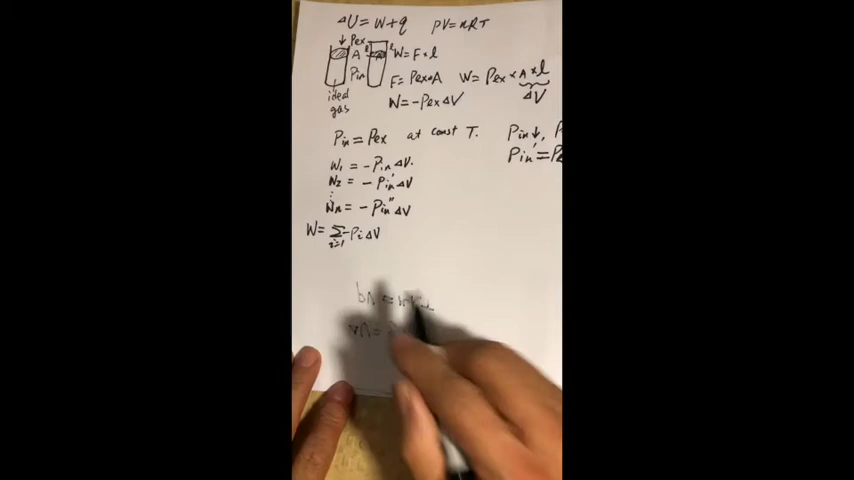 ΔU = W + q   PV = nRT
↓ Pex
A l l W = F × l
Pin
F = Pex · A   W = Pex × A × l
ideal
gas
W = -Pex ΔV   ΔV
Pin = Pex at const T.   Pin ↓, P
Pin' = P
W1 = -Pin ΔV.
W2 = -Pin' ΔV
⋮
Wn = -Pin'' ΔV
W = Σ -Pi ΔV
i=1